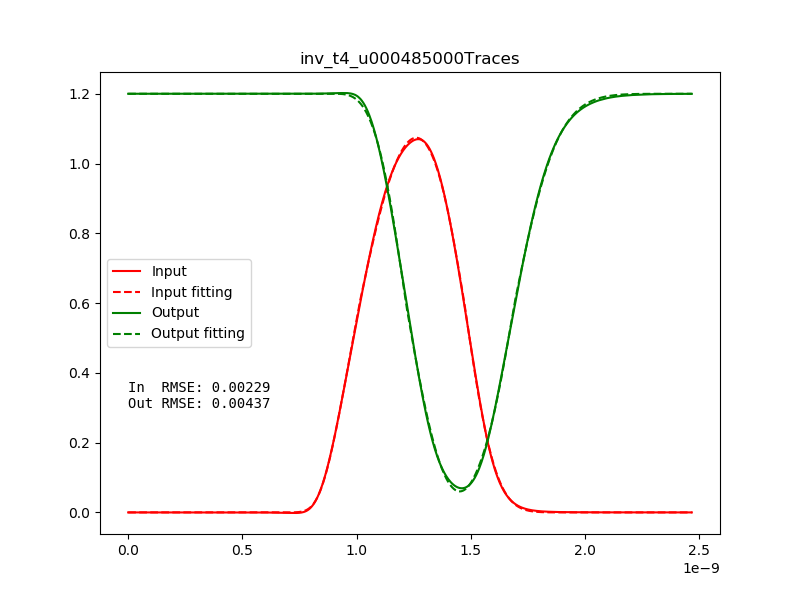 inv_t4_u000485000Traces
1.2
1.0
0.8
0.6
0.4
0.2
0.0
Input
Input fitting
Output
Output fitting
In  RMSE: 0.00229
Out RMSE: 0.00437
0.0 0.5 1.0 1.5 2.0 2.5
1e−9